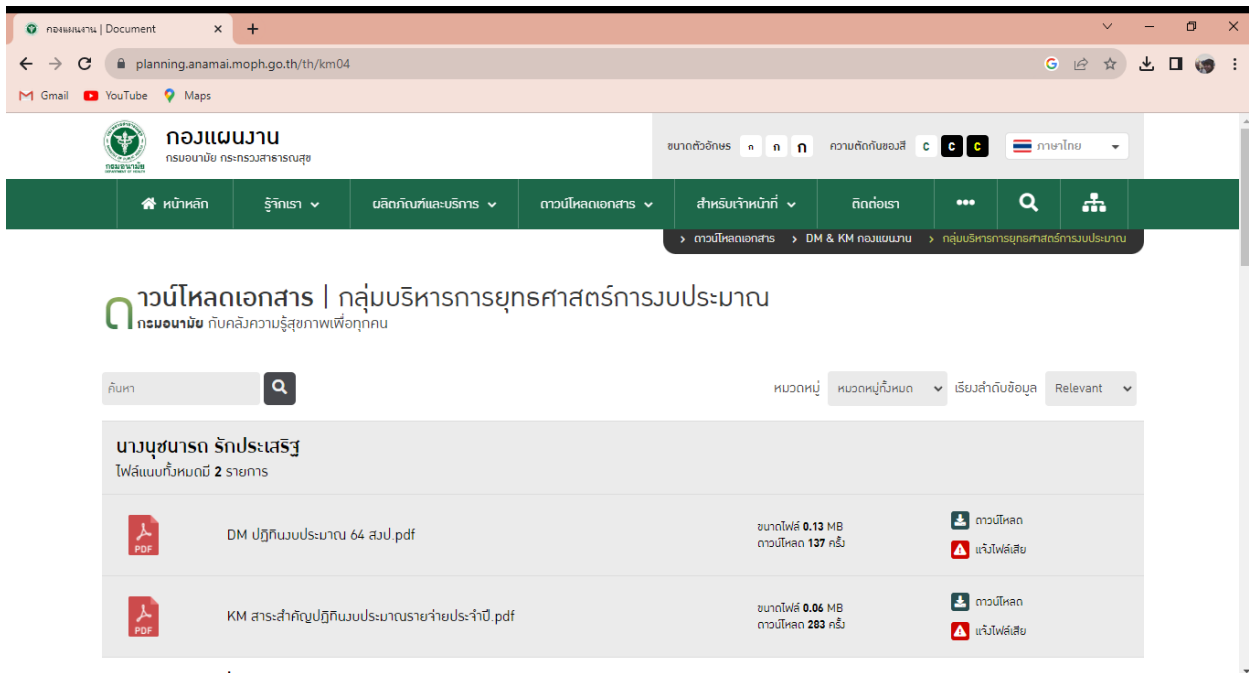 กองแผนงาน | Document
planning.anamai.moph.go.th/th/km04
Gmail YouTube Maps
กองแผนงาน
กรมอนามัย กระทรวงสาธารณสุข
กรมอนามัย
ขนาดตัวอักษร ก ก ก ความตัดกันของสี C C C ภาษาไทย
หน้าหลัก รู้จักเรา ผลิตภัณฑ์และบริการ ดาวน์โหลดเอกสาร สำหรับเจ้าหน้าที่ ติดต่อเรา
> ดาวน์โหลดเอกสาร > DM & KM กองแผนงาน > กลุ่มบริหารการยุทธศาสตร์การงบประมาณ
ดาวน์โหลดเอกสาร | กลุ่มบริหารการยุทธศาสตร์การงบประมาณ
กรมอนามัย กับคลังความรู้สุขภาพเพื่อทุกคน
ค้นหา หมวดหมู่ หมวดหมู่ทั้งหมด เรียงลำดับข้อมูล Relevant
นางนุชนารถ รักประเสริฐ
ไฟล์แนบทั้งหมดมี 2 รายการ
PDF DM ปฏิทินงบประมาณ 64 สงป.pdf ขนาดไฟล์ 0.13 MB ดาวน์โหลด
ดาวน์โหลด 137 ครั้ง แจ้งไฟล์เสีย
PDF KM สาระสำคัญปฏิทินงบประมาณรายจ่ายประจำปี.pdf ขนาดไฟล์ 0.06 MB ดาวน์โหลด
ดาวน์โหลด 283 ครั้ง แจ้งไฟล์เสีย